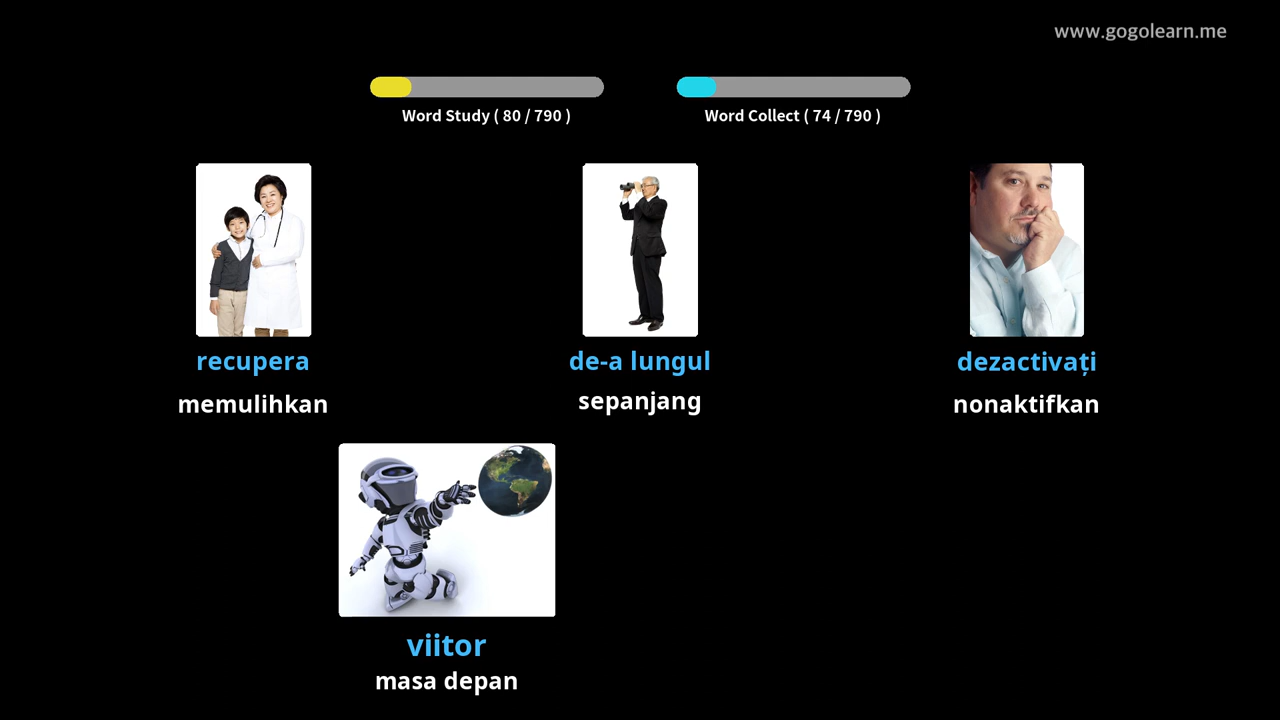 www.gogolearn.me
Word Study ( 80 / 790 )
Word Collect ( 74 / 790 )
recupera
memulihkan
de-a lungul
sepanjang
dezactivați
nonaktifkan
viitor
masa depan